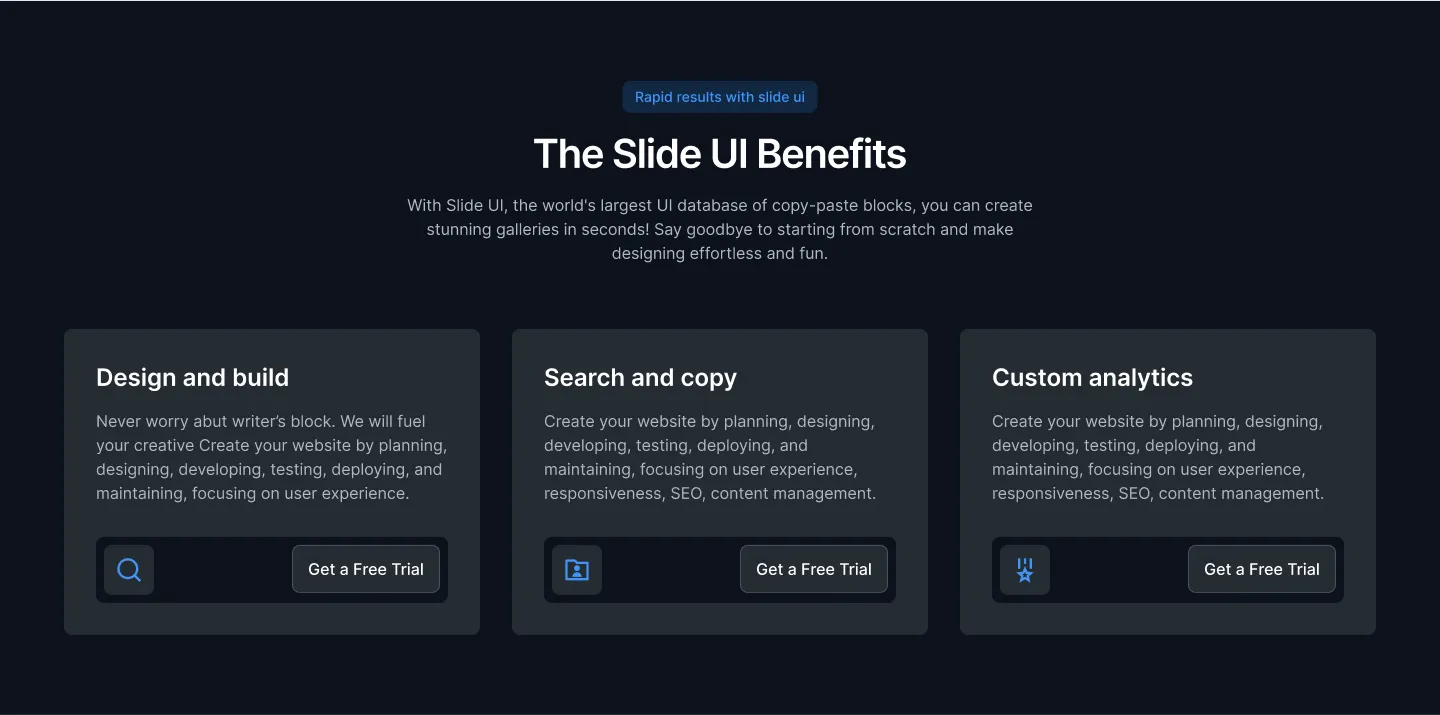 Rapid results with slide ui
The Slide UI Benefits
With Slide UI, the world's largest UI database of copy-paste blocks, you can create
stunning galleries in seconds! Say goodbye to starting from scratch and make
designing effortless and fun.
Design and build
Never worry abut writer’s block. We will fuel
your creative Create your website by planning,
designing, developing, testing, deploying, and
maintaining, focusing on user experience.
Get a Free Trial
Search and copy
Create your website by planning, designing,
developing, testing, deploying, and
maintaining, focusing on user experience,
responsiveness, SEO, content management.
Get a Free Trial
Custom analytics
Create your website by planning, designing,
developing, testing, deploying, and
maintaining, focusing on user experience,
responsiveness, SEO, content management.
Get a Free Trial